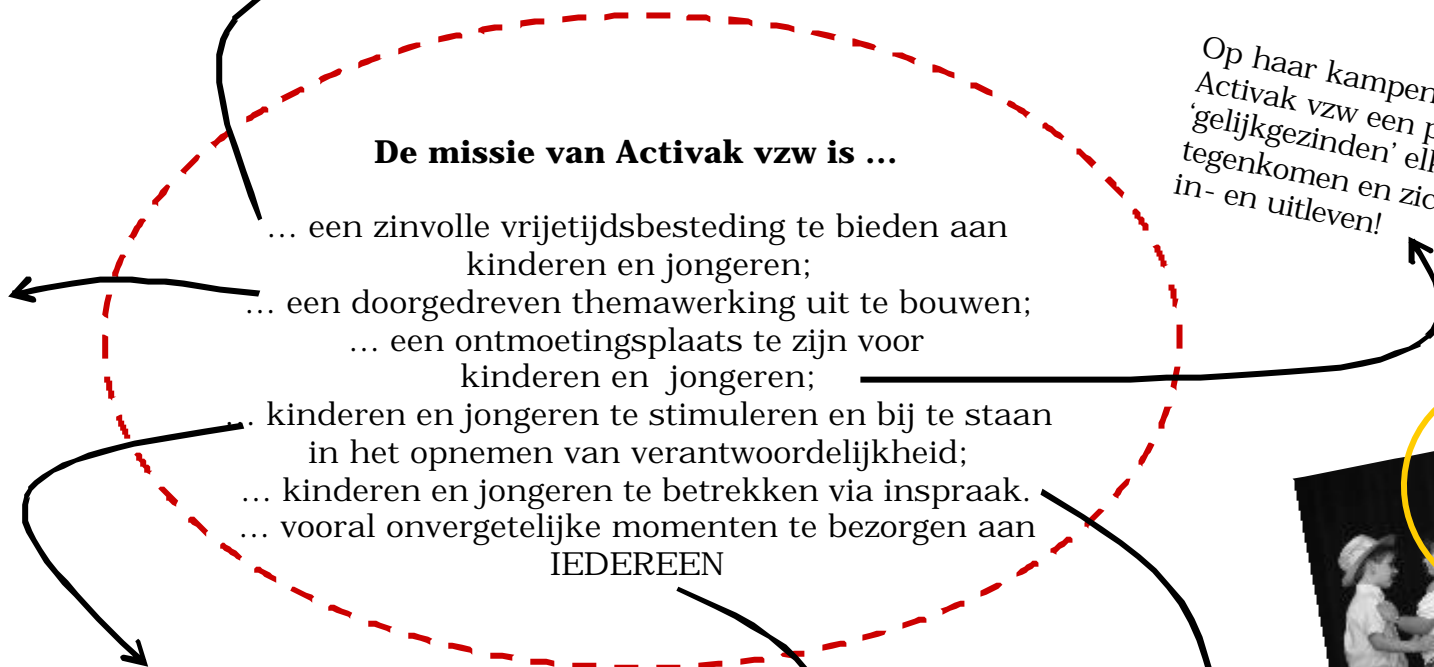 De missie van Activak vzw is ...
... een zinvolle vrijetijdsbesteding te bieden aan
kinderen en jongeren;
... een doorgedreven themawerking uit te bouwen;
... een ontmoetingsplaats te zijn voor
kinderen en jongeren;
... kinderen en jongeren te stimuleren en bij te staan
in het opnemen van verantwoordelijkheid;
... kinderen en jongeren te betrekken via inspraak.
... vooral onvergetelijke momenten te bezorgen aan
IEDEREEN
Op haar kampen
Activak vzw een
'gelijkgezinden'
tegenkomen en
in- en uitleven!